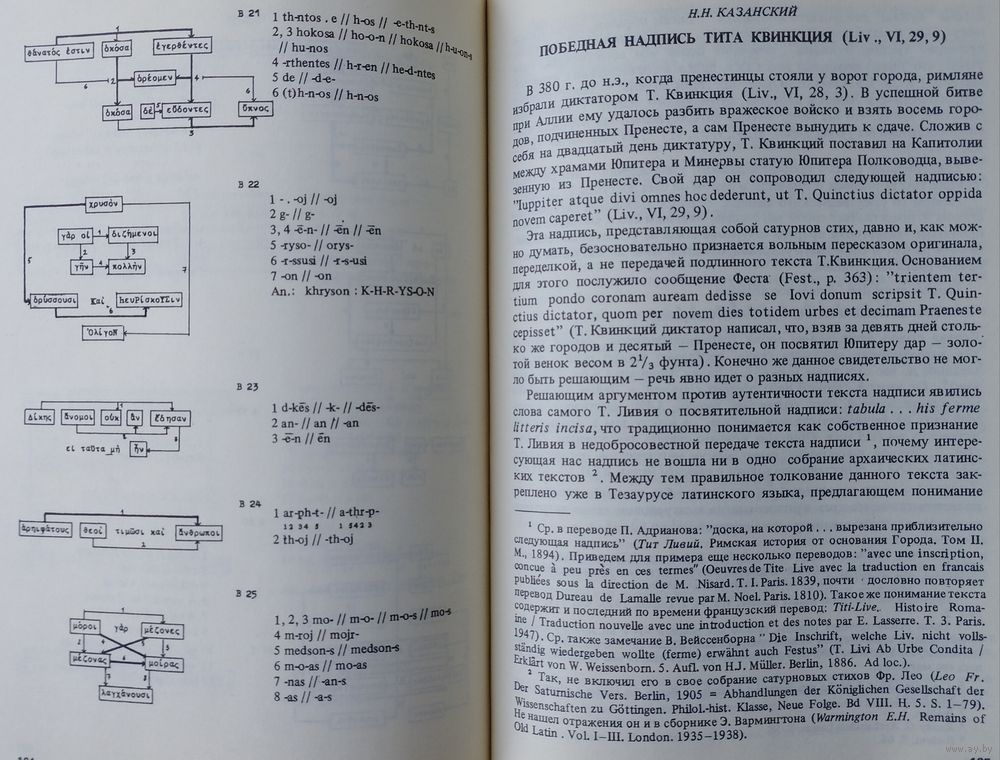 B 21
θάνατός ἐστιν
ὁκόσα
ἐγερθέντες
ὁρέομεν
ὁκόσα
δὲ
εὕδοντες
ὕπνος
1 th-ntos . e // h-os // -e-th-nt-s
2, 3 hokosa // ho-o-n // hokosa // h-u-on-s
// hu-nos
4 -rthentes // h-r-en // he-d-ntes
5 de // -d-e-
6 (t)h-n-os // h-n-os
B 22
χρυσὸν
γὰρ οἱ
διζήμενοι
γῆν
πολλὴν
ὀρύσσουσι
καὶ
1 - . -oj // -oj
2 g- // g-
3, 4 -ē-n- // -ēn // -ēn
5 -ryso- // orys-
6 -r-ssusi // -r-s-usi
7 -on // -on
An.: khryson : K-H-R-YS-O-N
B 23
Δίκης
ἄνομοι
οὐκ
ἂν
ἔδησαν
εἰ ταῦτα μὴ
ἦν
1 d-kēs // -k- // -dēs-
2 an- // an // -an
3 -ē-n // ēn
B 24
ἀρηιφάτους
θεοὶ
τιμῶσι καὶ
ἄνθρωποι
1 ar-ph-t- // a-thr-p-
1 2 3 4 5 1 5 4 2 3
2 th-oj // -th-oj
B 25
μόροι
γὰρ
μέζονες
μέζονας
μοίρας
λαγχάνουσι
1, 2, 3 mo- // m-o- // m-o-s // mo-s
4 m-roj // mojr-
5 medson-s // medson-s
6 m-o-as // mo-as
7 -nas // -an-s
8 -as // -a-s
Н.Н. КАЗАНСКИЙ
ПОБЕДНАЯ НАДПИСЬ ТИТА КВИНКЦИЯ (Liv ., VI, 29, 9)
В 380 г. до н.э., когда пренестинцы стояли у ворот города, римляне
избрали диктатором Т. Квинкция (Liv., VI, 28, 3). В успешной битве
при Аллии ему удалось разбить вражеское войско и взять восемь горо-
дов, подчиненных Пренесте, а сам Пренесте вынудить к сдаче. Сложив с
себя на двадцатый день диктатуру, Т. Квинкций поставил на Капитолии
между храмами Юпитера и Минервы статую Юпитера Полководца, выве-
зенную из Пренесте. Свой дар он сопроводил следующей надписью:
"Iuppiter atque divi omnes hoc dederunt, ut T. Quinctius dictator oppida
novem caperet" (Liv., VI, 29, 9).
Эта надпись, представляющая собой сатурнов стих, давно и, как мож-
но думать, безосновательно признается вольным пересказом оригинала,
переделкой, а не передачей подлинного текста Т.Квинкция. Основанием
для этого послужило сообщение Феста (Fest., p. 363): "trientem ter-
tium pondo coronam auream dedisse se Iovi donum scripsit T. Quin-
ctius dictator, quom per novem dies totidem urbes et decimam Praeneste
cepisset" (Т. Квинкций диктатор написал, что, взяв за девять дней столь-
ко же городов и десятый — Пренесте, он посвятил Юпитеру дар — золо-
той венок весом в 2¹/₃ фунта). Конечно же данное свидетельство не мог-
ло быть решающим — речь явно идет о разных надписях.
Решающим аргументом против аутентичности текста надписи явились
слова самого Т. Ливия о посвятительной надписи: tabula . . . his ferme
litteris incisa, что традиционно понимается как собственное признание
Т. Ливия в недобросовестной передаче текста надписи ¹, почему интере-
сующая нас надпись не вошла ни в одно собрание архаических латинс-
ких текстов ². Между тем правильное толкование данного текста зак-
реплено уже в Тезаурусе латинского языка, предлагающем понимание
¹ Ср. в переводе П. Адрианова: "доска, на которой . . . вырезана приблизительно
следующая надпись" (Тит Ливий. Римская история от основания Города. Том II.
М., 1894). Приведем для примера еще несколько переводов: "avec une inscription,
concue à peu près en ces termes" (Oeuvres de Tite Live avec la traduction en francais
publiées sous la direction de M. Nisard. T. I. Paris. 1839, почти дословно повторяет
перевод Dureau de Lamalle revue par M. Noel. Paris. 1810). Такое же понимание текста
содержит и последний по времени французский перевод: Titi-Live. Histoire Roma-
ine / Traduction nouvelle avec une introduction et des notes par E. Lasserre. T. 3. Paris.
1947). Ср. также замечание В. Вейссенборна " Die Inschrift, welche Liv. nicht volls-
ständig wiedergeben wollte (ferme) erwähnt auch Festus" (T. Livi Ab Urbe Condita /
Erklärt von W. Weissenborn. 5. Aufl. von H.J. Müller. Berlin, 1886. Ad loc.).
² Так, не включил его в свое собрание сатурновых стихов Фр. Лео (Leo Fr.
Der Saturnische Vers. Berlin, 1905 = Abhandlungen der Königlichen Gesellschaft der
Wissenschaften zu Göttingen. Philol.-hist. Klasse, Neue Folge. Bd VIII. H. 5. S. 1–79).
Не нашел отражения он и в сборнике Э. Вармингтона (Warmington E.H. Remains of
Old Latin . Vol. I–III. London. 1935–1938).
www.ay.by